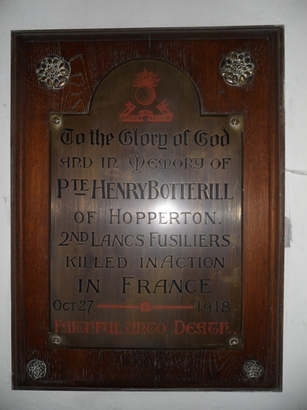 To the Glory of God
AND IN MEMORY OF
PTE HENRY BOTTERILL
OF HOPPERTON.
2ND LANCS FUSILIERS
KILLED IN ACTION
IN FRANCE
OCT 27. 1918.
FAITHFUL UNTO DEATH.